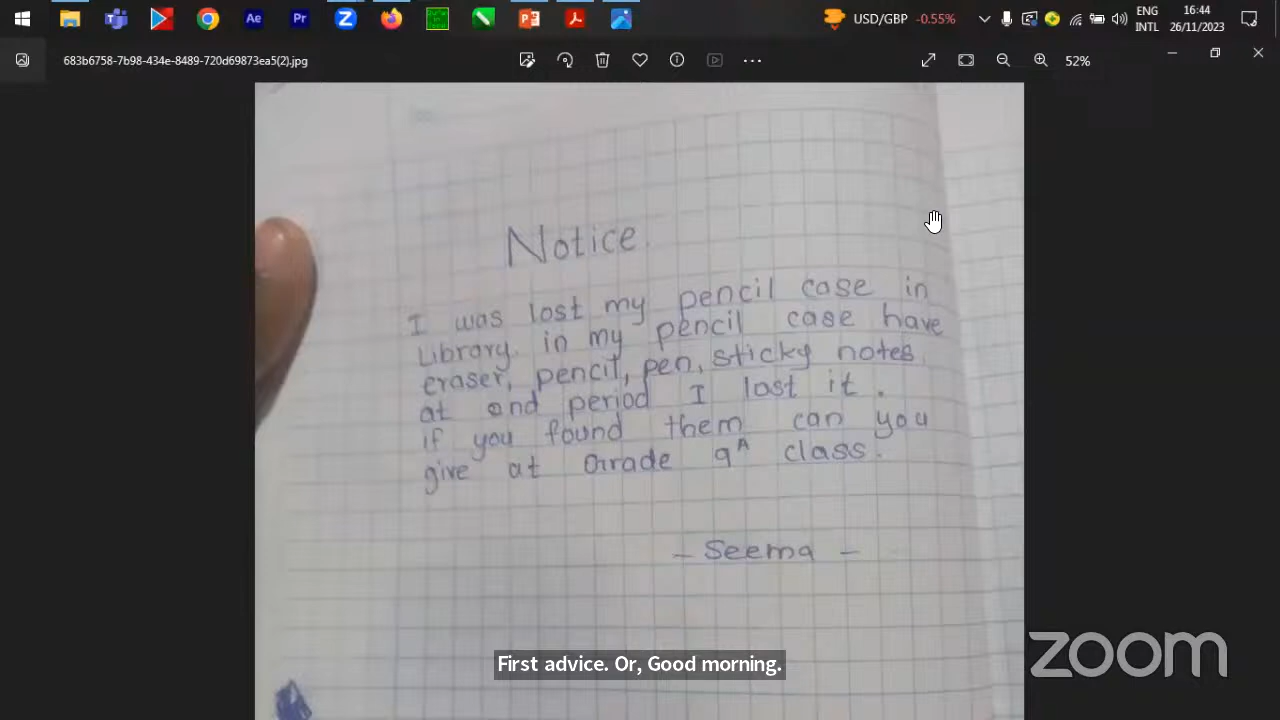 USD/GBP -0.55%
ENG
INTL
16:44
26/11/2023
683b6758-7b98-434e-8489-720d69873ea5(2).jpg
52%
Notice
I was lost my pencil case in
Library. in my pencil case have
eraser, pencil, pen, sticky notes.
at 2nd period I lost it.
if you found them can you
give at Grade 9A class.
- Seema -
First advice. Or, Good morning.
ZOOM